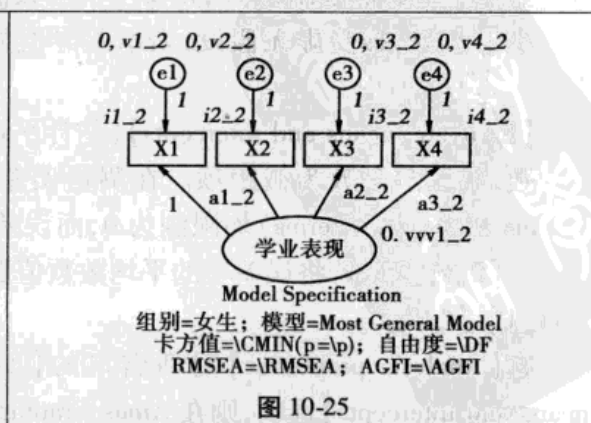 0, v1_2 0, v2_2 0, v3_2 0, v4_2
e1 e2 e3 e4
1 1 1 1
i1_2 i2_2 i3_2 i4_2
X1 X2 X3 X4
1 a1_2 a2_2 a3_2
学业表现 0. vvv1_2
Model Specification
组别=女生；模型=Most General Model
卡方值=\CMIN(p=\p)；自由度=\DF
RMSEA=\RMSEA；AGFI=\AGFI
图 10-25